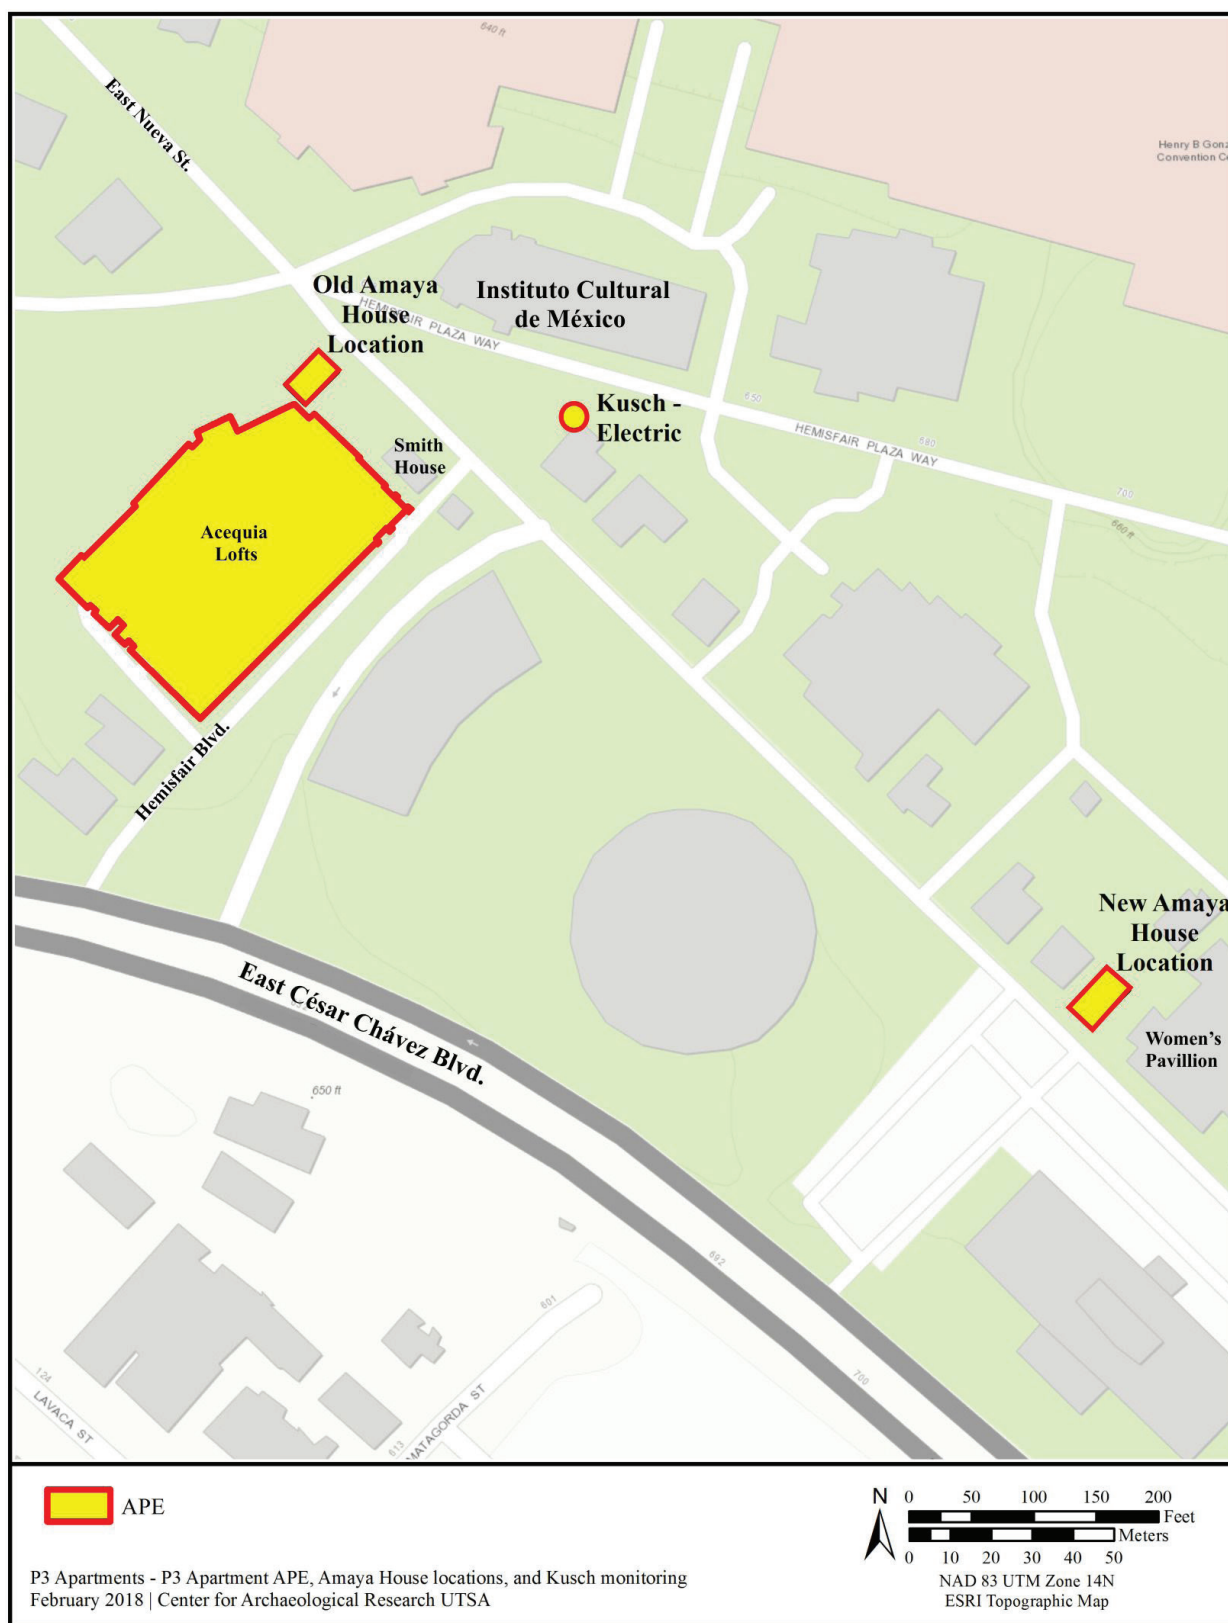 640 ft
East Nueva St.
Henry B Gonz
Convention Ce
Old Amaya
House
Location
Instituto Cultural
de México
HEMISFAIR PLAZA WAY
650
Kusch -
Electric
HEMISFAIR PLAZA WAY
680
700
660 ft
Smith
House
Acequia
Lofts
Hemisfair Blvd.
New Amaya
House
Location
Women's
Pavillion
East César Chávez Blvd.
650 ft
692
601
700
124
LAVACA ST
613
MATAGORDA ST
APE
N
0 50 100 150 200
Feet
Meters
0 10 20 30 40 50
NAD 83 UTM Zone 14N
ESRI Topographic Map
P3 Apartments - P3 Apartment APE, Amaya House locations, and Kusch monitoring
February 2018 | Center for Archaeological Research UTSA